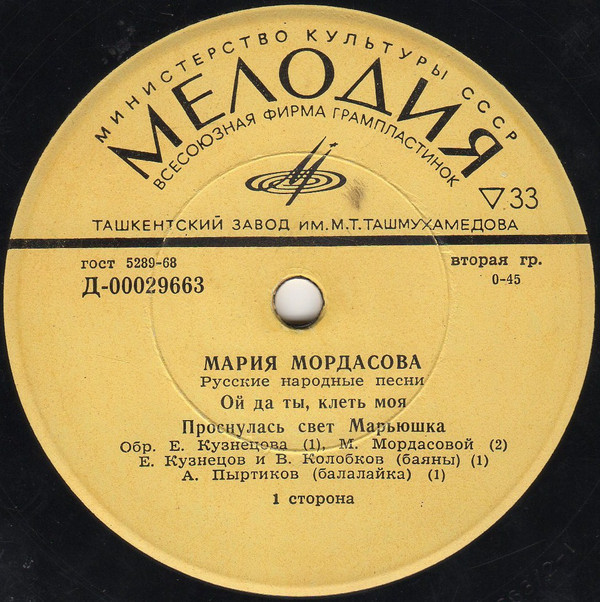 МИНИСТЕРСТВО КУЛЬТУРЫ СССР
МЕЛОДИЯ
ВСЕСОЮЗНАЯ ФИРМА ГРАМПЛАСТИНОК
33
ТАШКЕНТСКИЙ ЗАВОД ИМ. М.Т.ТАШМУХАМЕДОВА
гост 5289-68
вторая гр.
Д-00029663
0-45
МАРИЯ МОРДАСОВА
Русские народные песни
Ой да ты, клеть моя
Проснулась свет Марьюшка
Обр. Е. Кузнецова (1), М. Мордасовой (2)
Е. Кузнецов и В. Колобков (баяны) (1)
А. Пыртиков (балалайка) (1)
1 сторона